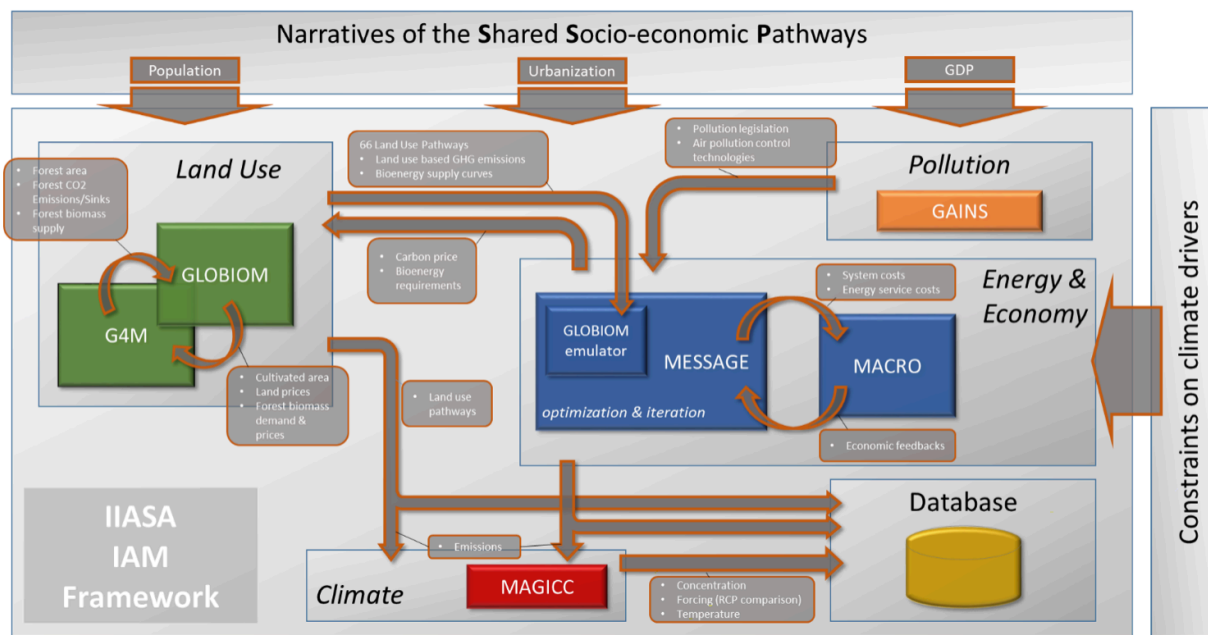 Narratives of the Shared Socio-economic Pathways
Population
Urbanization
GDP
Land Use
• Forest area
• Forest CO2
Emissions/Sinks
• Forest biomass
supply
GLOBIOM
G4M
• Cultivated area
• Land prices
• Forest biomass
demand &
prices
66 Land Use Pathways
• Land use based GHG emissions
• Bioenergy supply curves
• Carbon price
• Bioenergy
requirements
• Pollution legislation
• Air pollution control
technologies
Pollution
GAINS
Energy &
Economy
• System costs
• Energy service costs
GLOBIOM
emulator
MESSAGE
optimization & iteration
MACRO
• Economic feedbacks
• Land use
pathways
Constraints on climate drivers
IIASA
IAM
Framework
• Emissions
Climate
MAGICC
• Concentration
• Forcing (RCP comparison)
• Temperature
Database